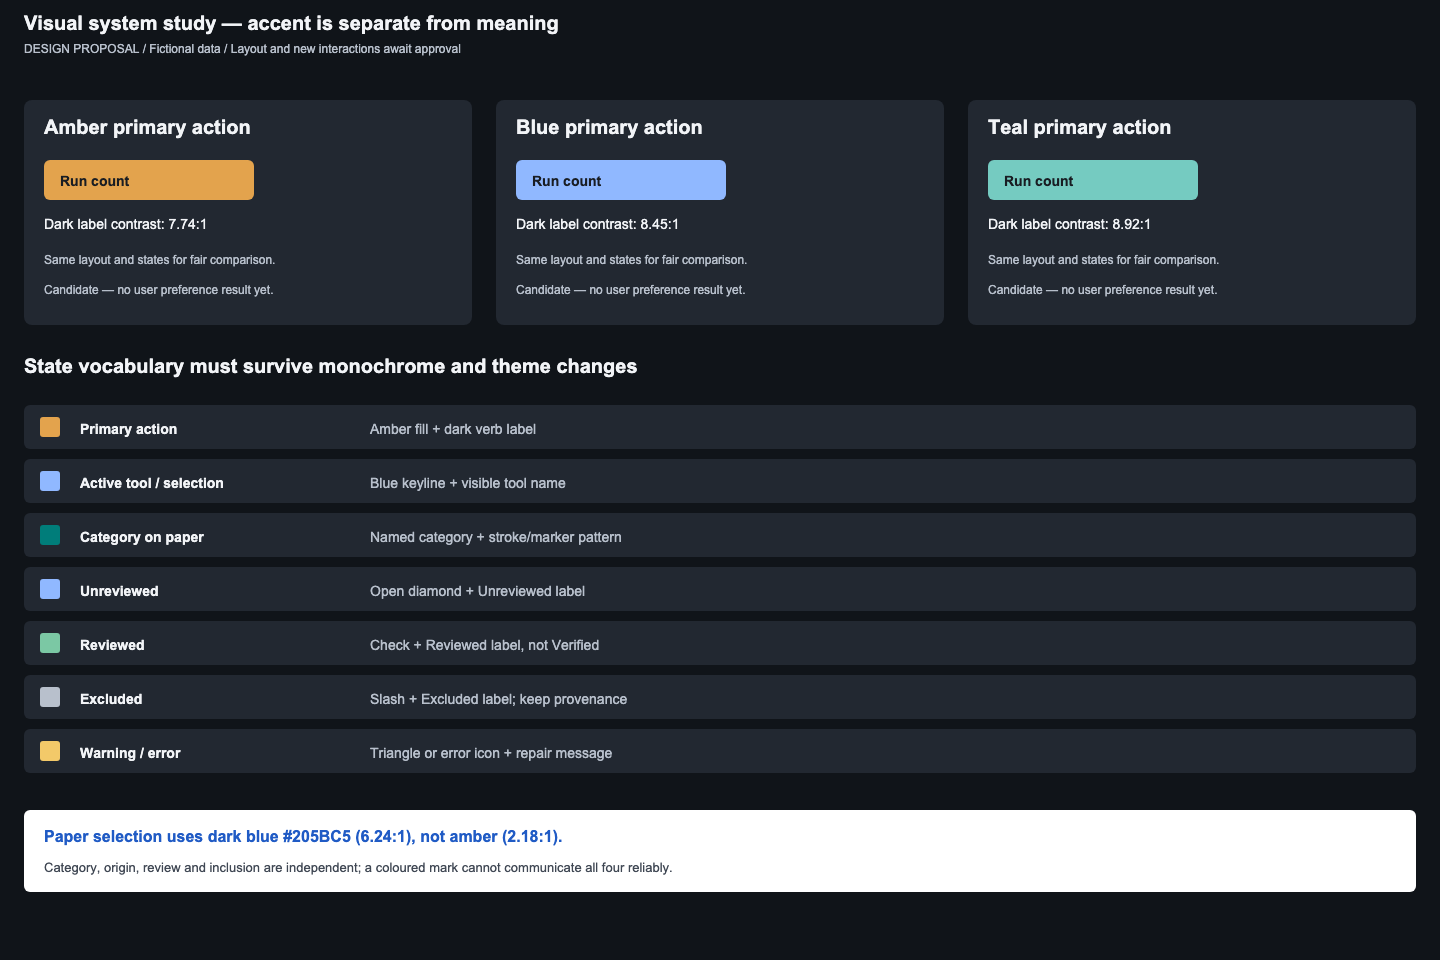 Visual system study — accent is separate from meaning
DESIGN PROPOSAL / Fictional data / Layout and new interactions await approval
Amber primary action
Run count
Dark label contrast: 7.74:1
Same layout and states for fair comparison.
Candidate — no user preference result yet.
Blue primary action
Run count
Dark label contrast: 8.45:1
Same layout and states for fair comparison.
Candidate — no user preference result yet.
Teal primary action
Run count
Dark label contrast: 8.92:1
Same layout and states for fair comparison.
Candidate — no user preference result yet.
State vocabulary must survive monochrome and theme changes
Primary action Amber fill + dark verb label
Active tool / selection Blue keyline + visible tool name
Category on paper Named category + stroke/marker pattern
Unreviewed Open diamond + Unreviewed label
Reviewed Check + Reviewed label, not Verified
Excluded Slash + Excluded label; keep provenance
Warning / error Triangle or error icon + repair message
Paper selection uses dark blue #205BC5 (6.24:1), not amber (2.18:1).
Category, origin, review and inclusion are independent; a coloured mark cannot communicate all four reliably.